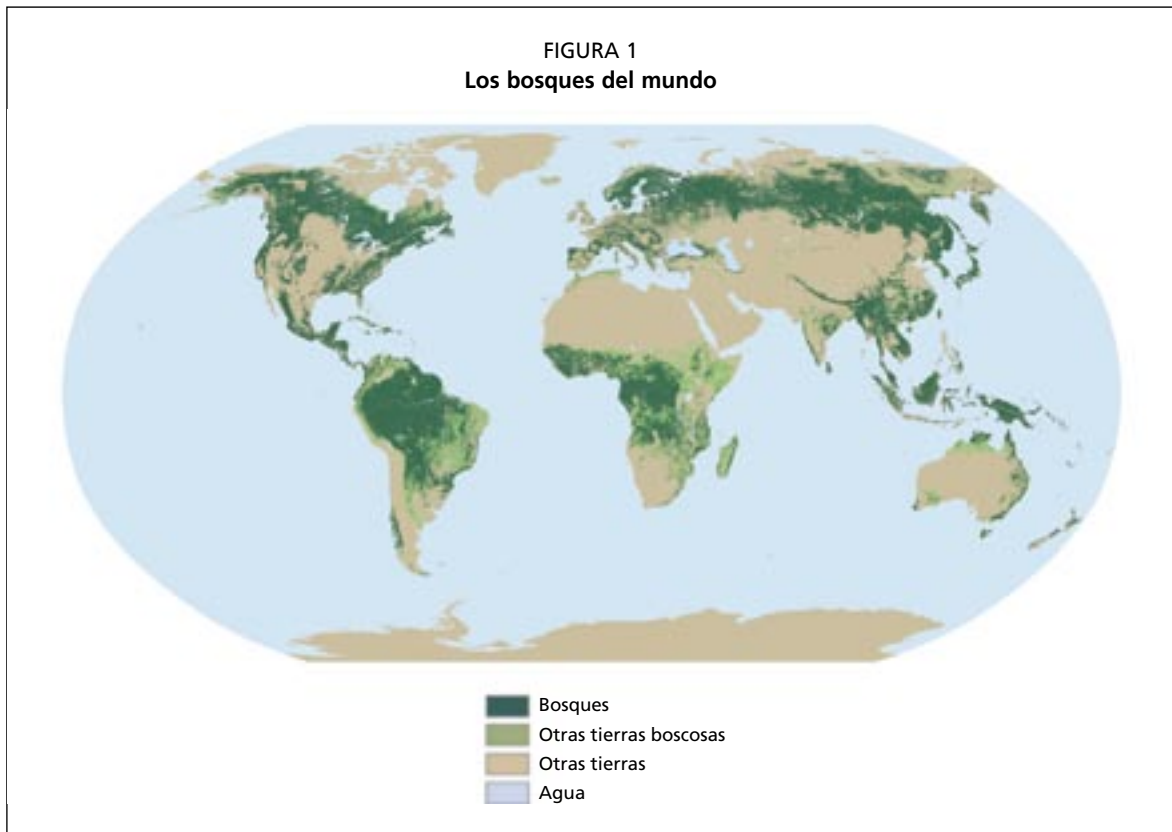 FIGURA 1
Los bosques del mundo
Bosques
Otras tierras boscosas
Otras tierras
Agua